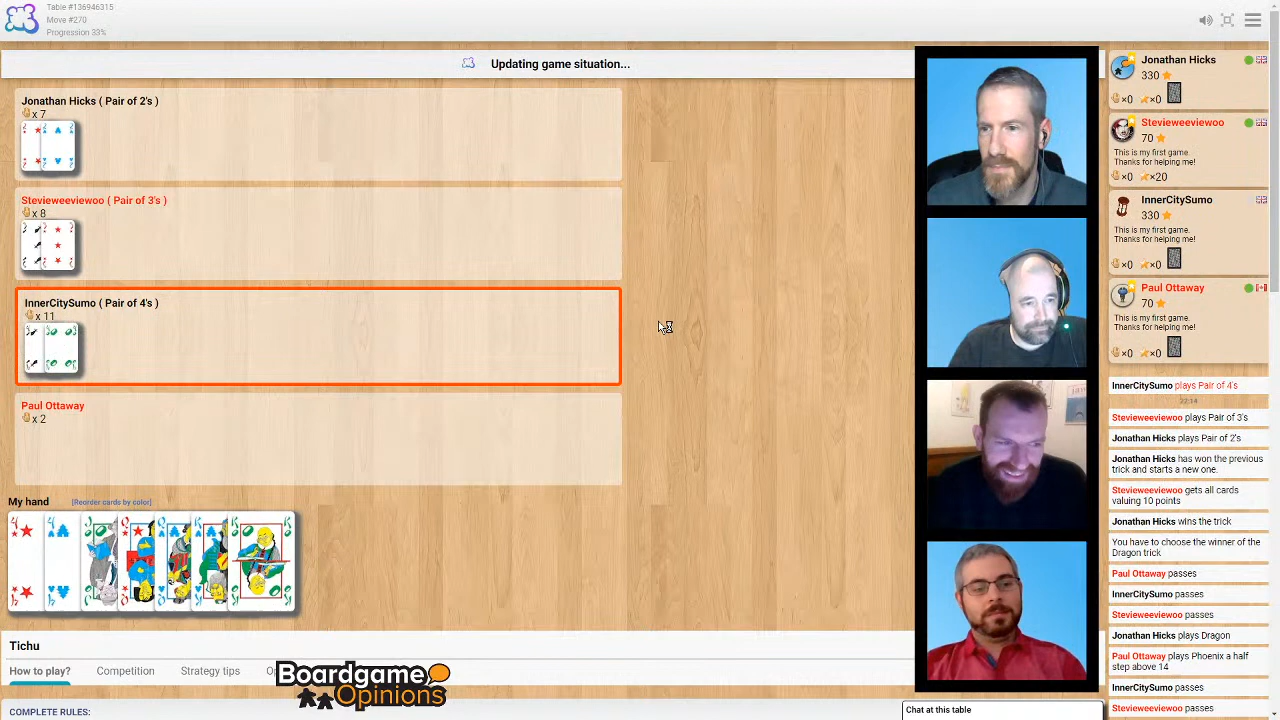 Table #136946315
Move #270
Progression 33%
Updating game situation...
Jonathan Hicks ( Pair of 2's )
x 7
Stevieweeviewoo ( Pair of 3's )
x 8
InnerCitySumo ( Pair of 4's )
x 11
Paul Ottaway
x 2
My hand
[Reorder cards by color]
Tichu
How to play?
Competition
Strategy tips
Boardgame
Opinions
COMPLETE RULES:
Jonathan Hicks
330
x0 x0
Stevieweeviewoo
70
This is my first game.
Thanks for helping me!
x0 x20
InnerCitySumo
330
This is my first game.
Thanks for helping me!
x0 x0
Paul Ottaway
70
This is my first game.
Thanks for helping me!
x0 x0
InnerCitySumo plays Pair of 4's
22:14
Stevieweeviewoo plays Pair of 3's
Jonathan Hicks plays Pair of 2's
Jonathan Hicks has won the previous
trick and starts a new one.
Stevieweeviewoo gets all cards
valuing 10 points
Jonathan Hicks wins the trick
You have to choose the winner of the
Dragon trick
Paul Ottaway passes
InnerCitySumo passes
Stevieweeviewoo passes
Jonathan Hicks plays Dragon
Paul Ottaway plays Phoenix a half
step above 14
InnerCitySumo passes
Stevieweeviewoo passes
Chat at this table